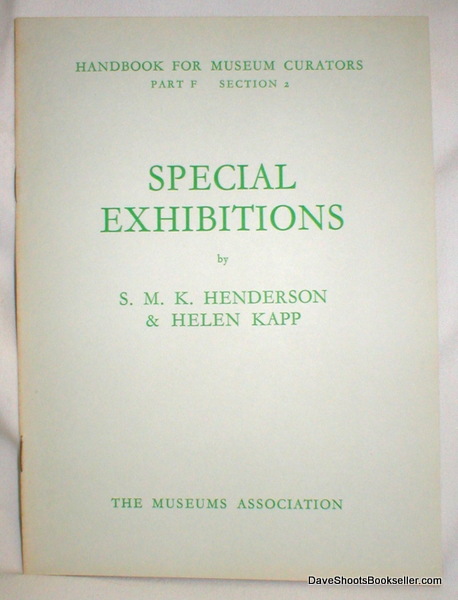 HANDBOOK FOR MUSEUM CURATORS
PART F SECTION 2
SPECIAL
EXHIBITIONS
by
S. M. K. HENDERSON
& HELEN KAPP
THE MUSEUMS ASSOCIATION
DaveShootsBookseller.com